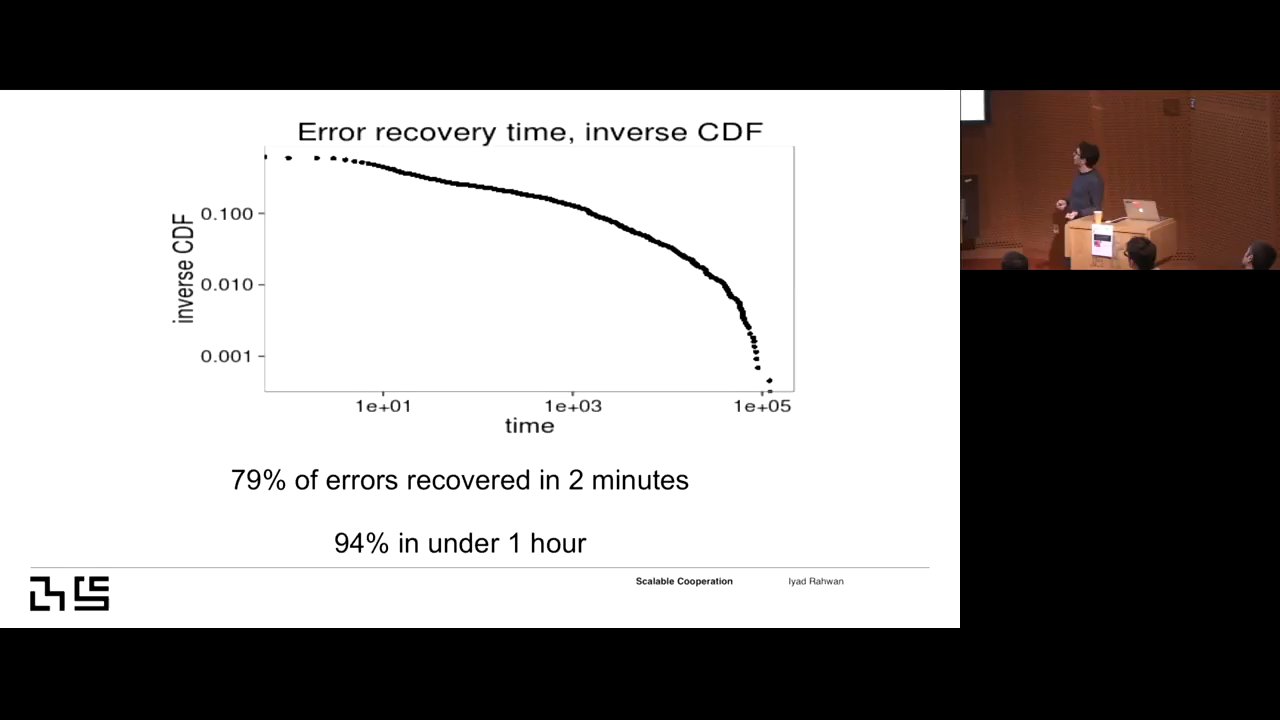 Error recovery time, inverse CDF
inverse CDF
0.100
0.010
0.001
1e+01 1e+03 1e+05
time
79% of errors recovered in 2 minutes
94% in under 1 hour
Scalable Cooperation Iyad Rahwan